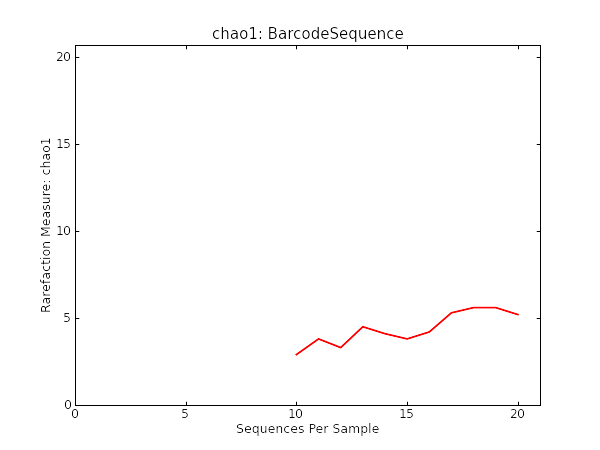 chao1: BarcodeSequence
20
15
10
5
0
Rarefaction Measure: chao1
0 5 10 15 20
Sequences Per Sample